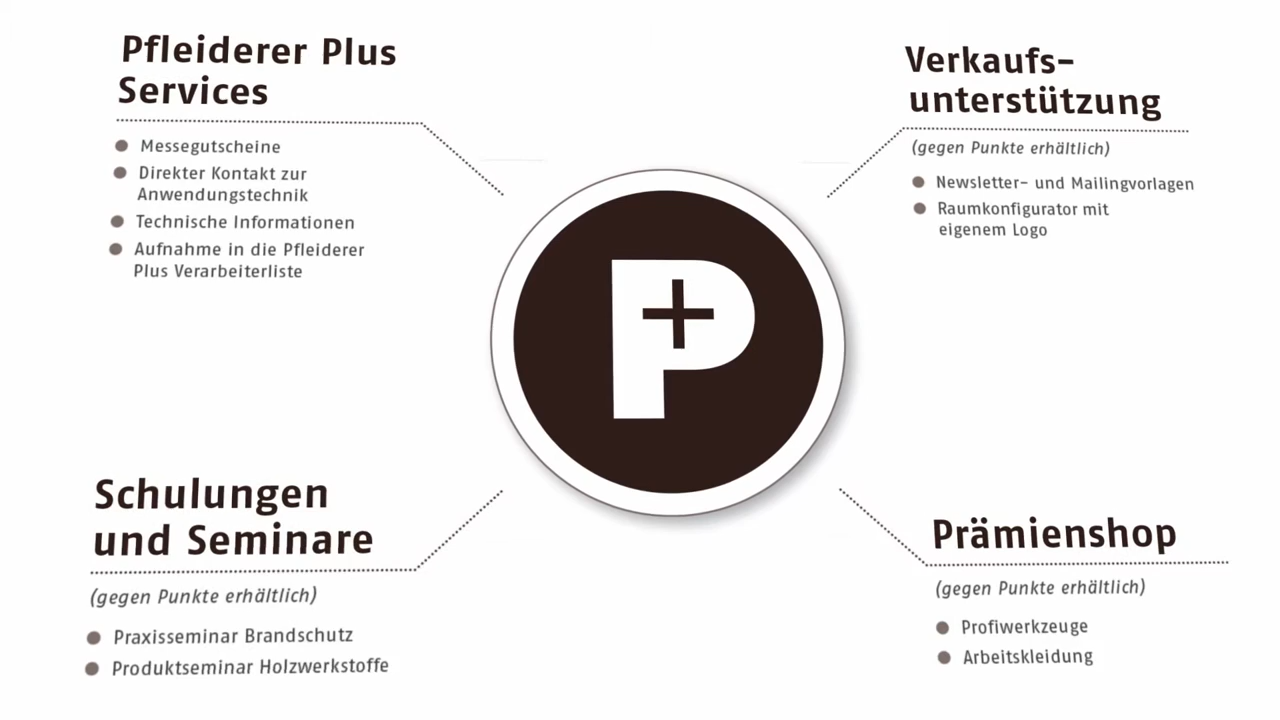 Pfleiderer Plus
Services
Messegutscheine
Direkter Kontakt zur
Anwendungstechnik
Technische Informationen
Aufnahme in die Pfleiderer
Plus Verarbeiterliste
Verkaufs-
unterstützung
(gegen Punkte erhältlich)
Newsletter- und Mailingvorlagen
Raumkonfigurator mit
eigenem Logo
P+
Schulungen
und Seminare
(gegen Punkte erhältlich)
Praxisseminar Brandschutz
Produktseminar Holzwerkstoffe
Prämienshop
(gegen Punkte erhältlich)
Profiwerkzeuge
Arbeitskleidung